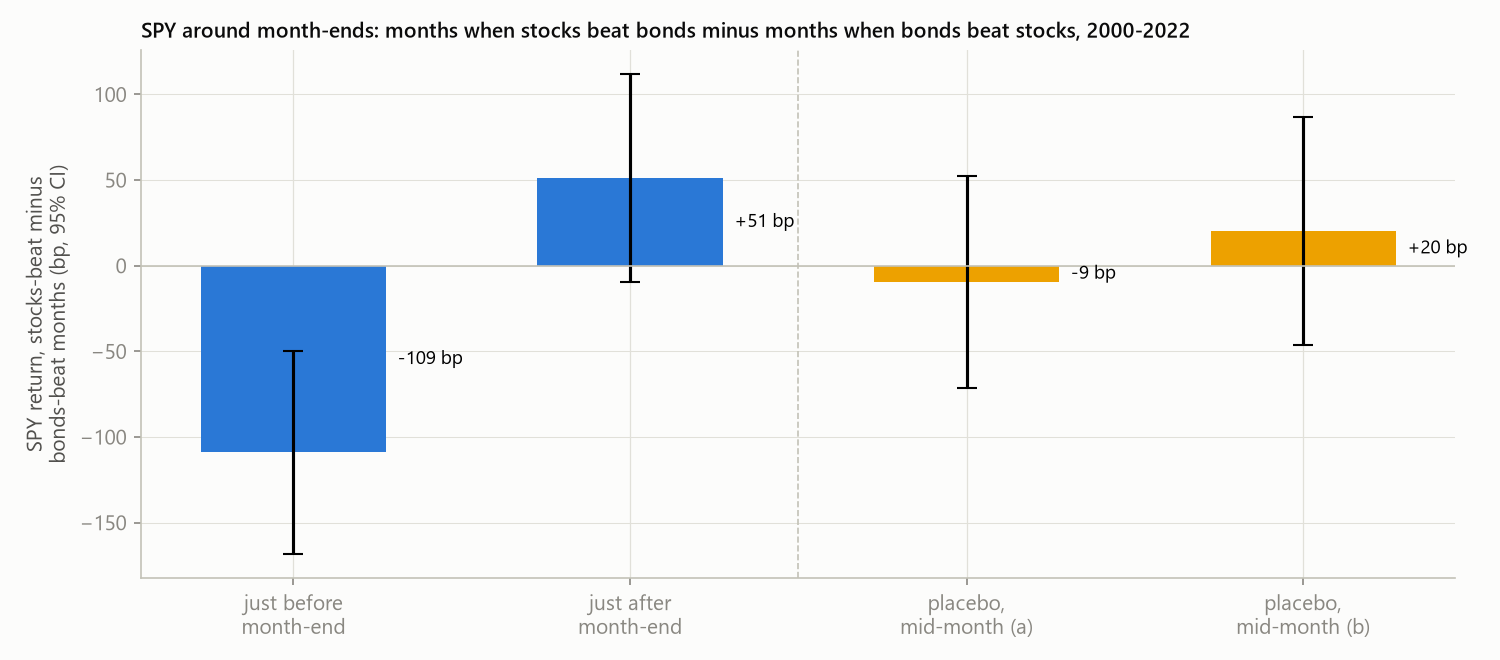 SPY around month-ends: months when stocks beat bonds minus months when bonds beat stocks, 2000-2022
SPY return, stocks-beat minus
bonds-beat months (bp, 95% CI)
100
50
0
−50
−100
−150
-109 bp
+51 bp
-9 bp
+20 bp
just before
month-end
just after
month-end
placebo,
mid-month (a)
placebo,
mid-month (b)